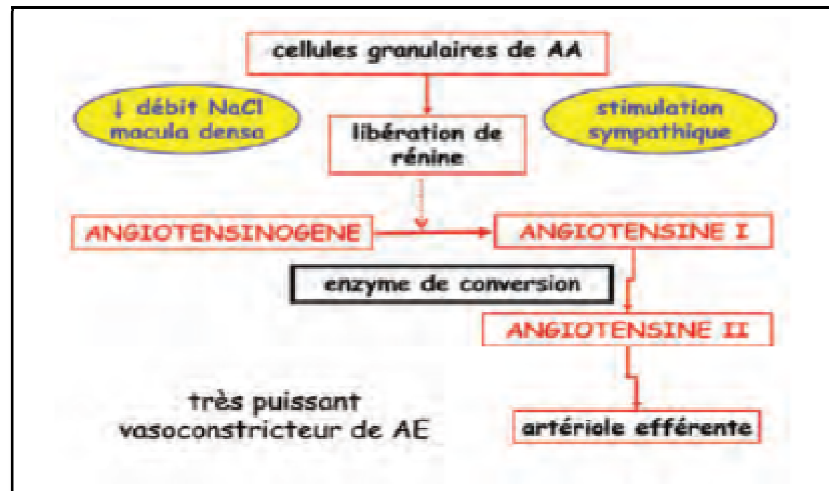 cellules granulaires de AA
↓ débit NaCl
macula densa
stimulation
sympathique
libération de
rénine
ANGIOTENSINOGENE
ANGIOTENSINE I
enzyme de conversion
ANGIOTENSINE II
très puissant
vasoconstricteur de AE
artériole efférente